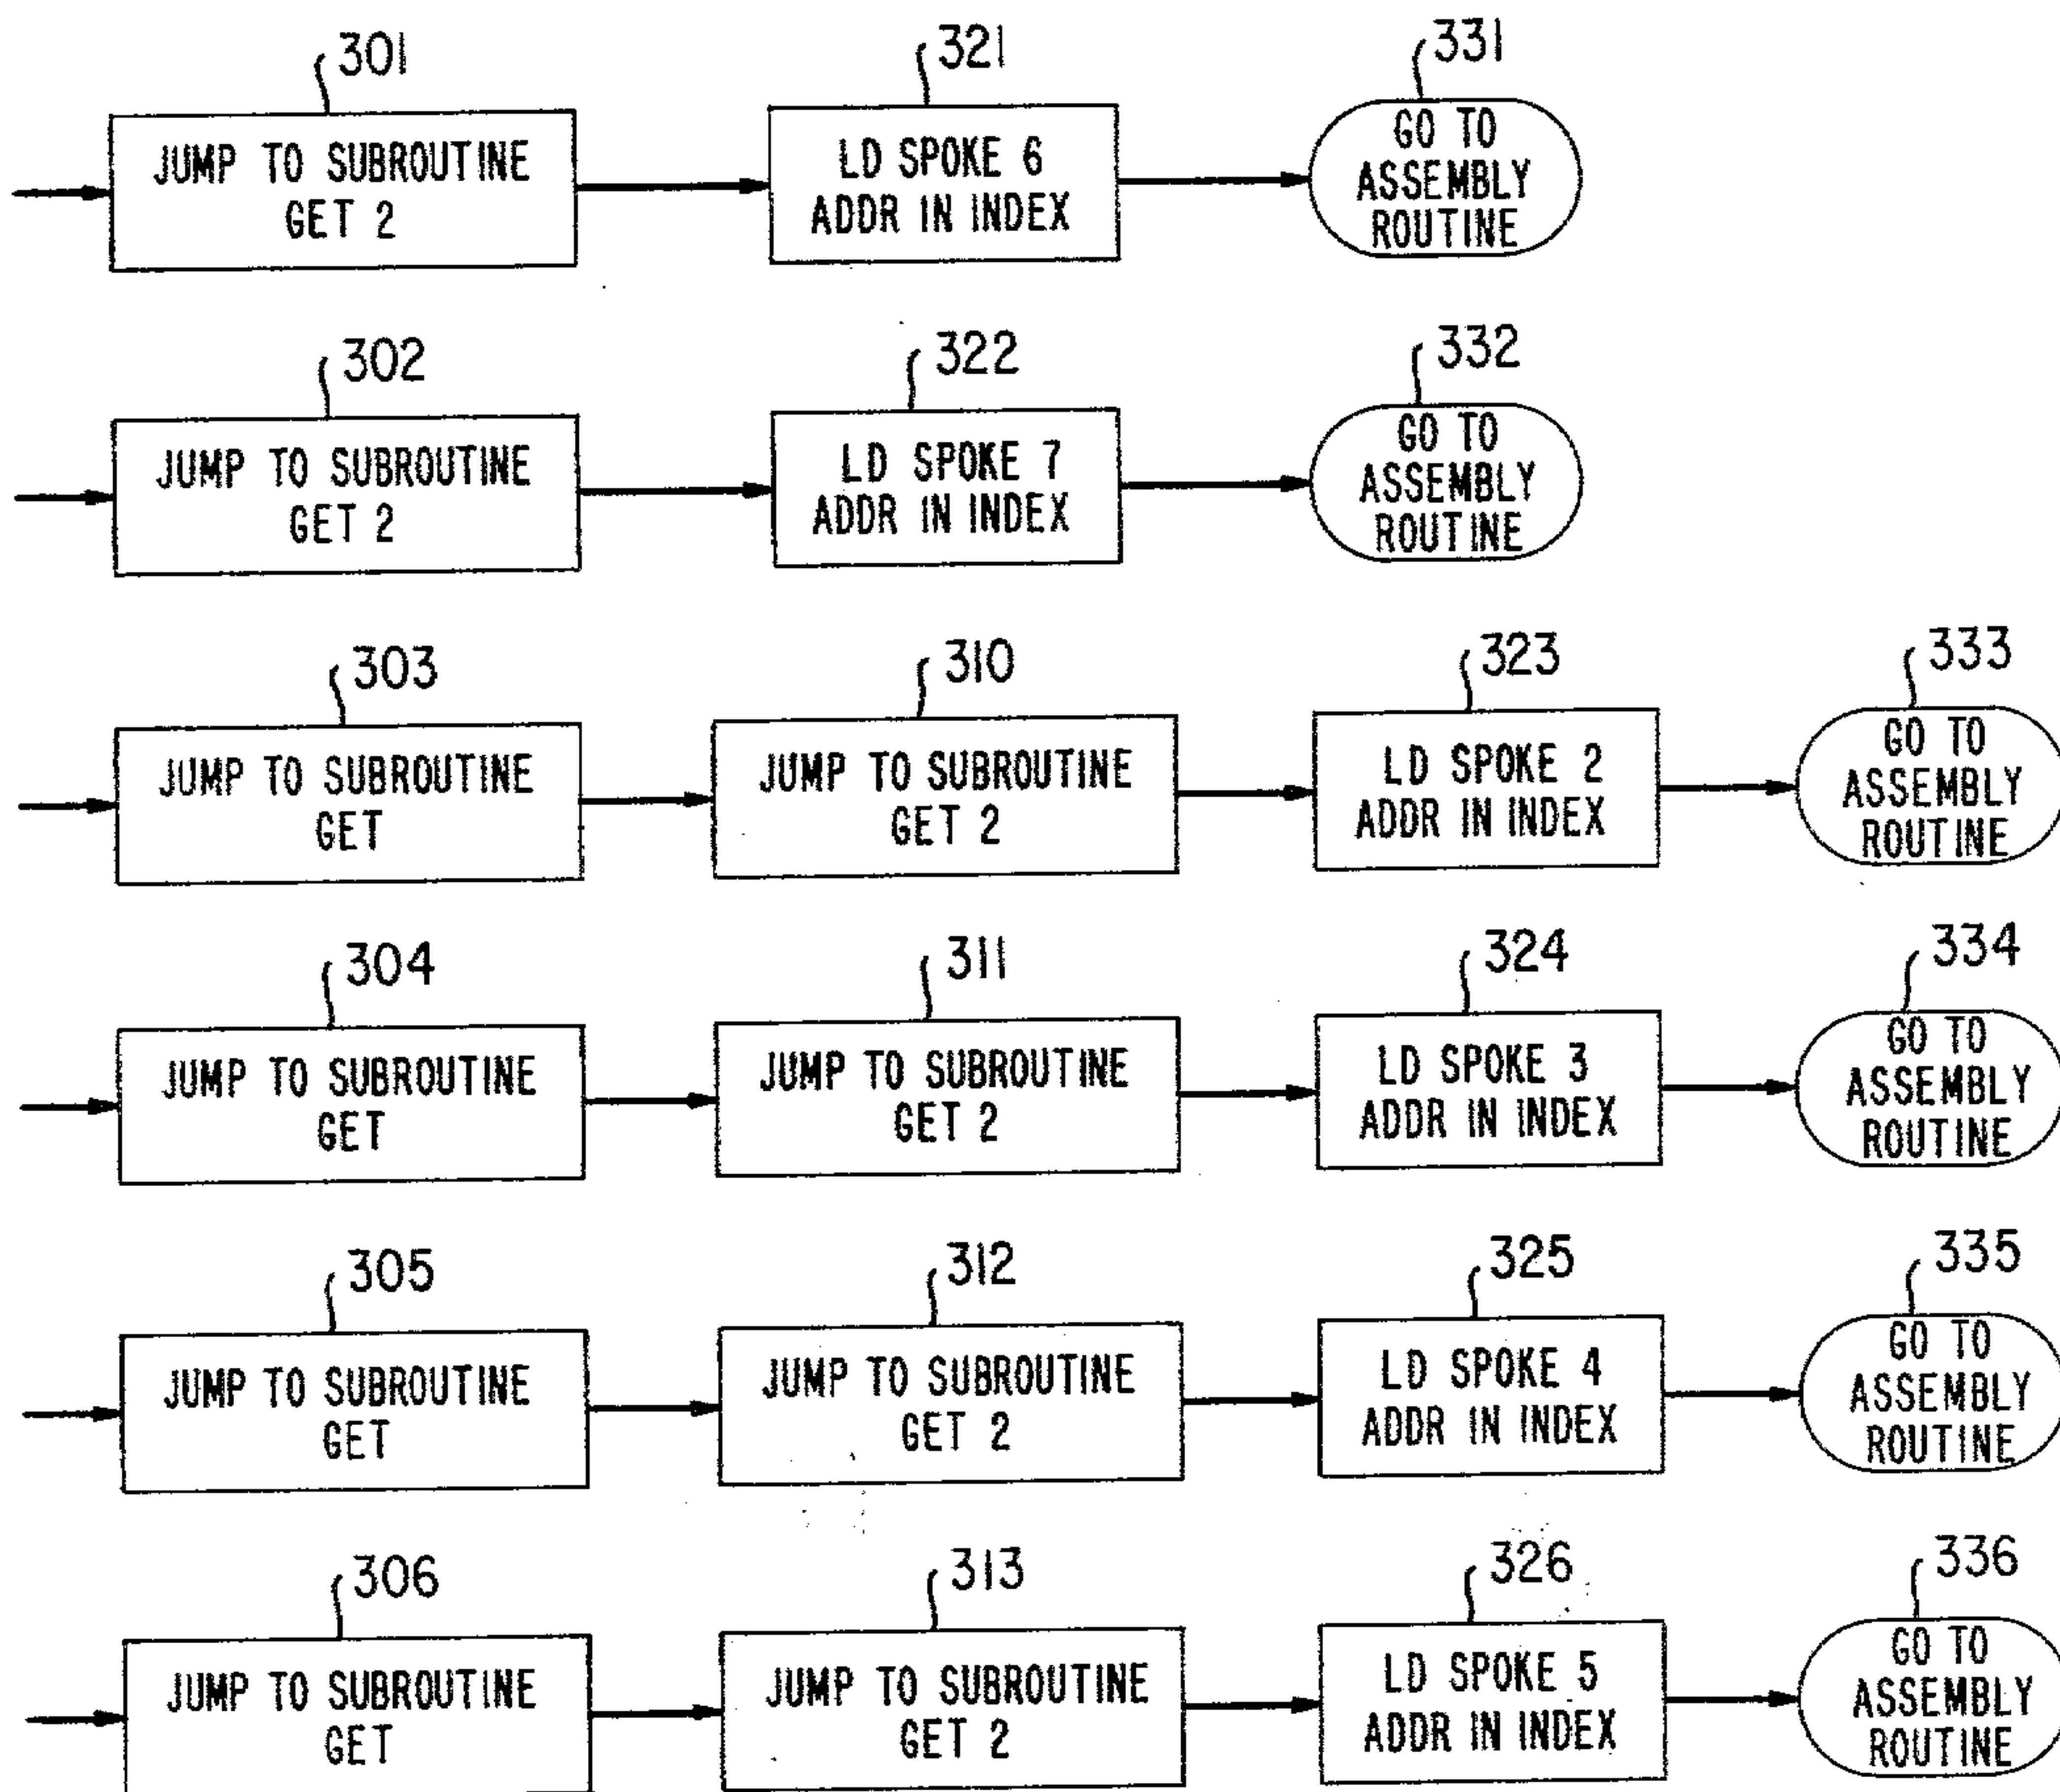 301
321
331
JUMP TO SUBROUTINE
GET 2
LD SPOKE 6
ADDR IN INDEX
GO TO
ASSEMBLY
ROUTINE
302
322
332
JUMP TO SUBROUTINE
GET 2
LD SPOKE 7
ADDR IN INDEX
GO TO
ASSEMBLY
ROUTINE
303
310
323
333
JUMP TO SUBROUTINE
GET
JUMP TO SUBROUTINE
GET 2
LD SPOKE 2
ADDR IN INDEX
GO TO
ASSEMBLY
ROUTINE
304
311
324
334
JUMP TO SUBROUTINE
GET
JUMP TO SUBROUTINE
GET 2
LD SPOKE 3
ADDR IN INDEX
GO TO
ASSEMBLY
ROUTINE
305
312
325
335
JUMP TO SUBROUTINE
GET
JUMP TO SUBROUTINE
GET 2
LD SPOKE 4
ADDR IN INDEX
GO TO
ASSEMBLY
ROUTINE
306
313
326
336
JUMP TO SUBROUTINE
GET
JUMP TO SUBROUTINE
GET 2
LD SPOKE 5
ADDR IN INDEX
GO TO
ASSEMBLY
ROUTINE